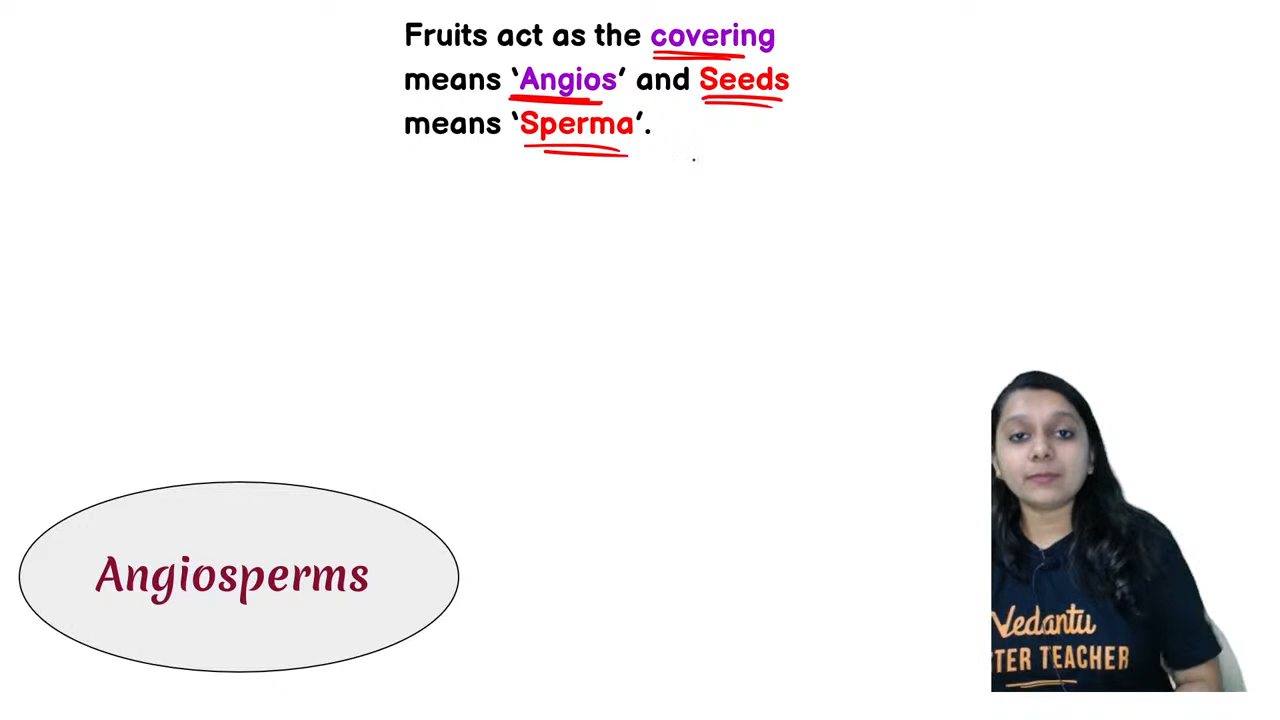 Fruits act as the covering
means ‘Angios’ and Seeds
means ‘Sperma’.
Angiosperms
Vedantu
TER TEACHER